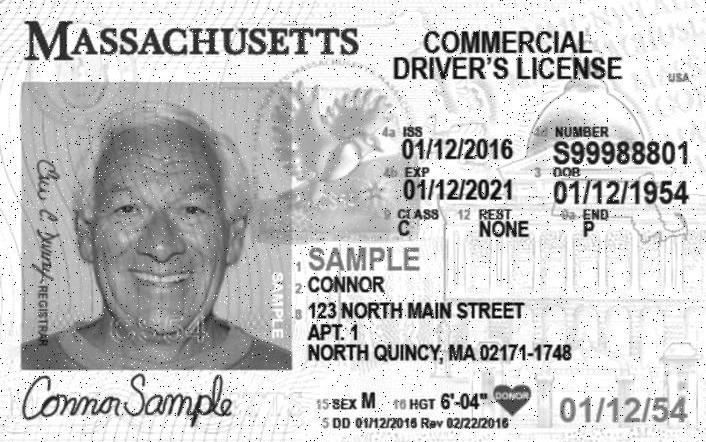 MASSACHUSETTS
COMMERCIAL
DRIVER'S LICENSE
USA
4a ISS
01/12/2016
4d NUMBER
S99988801
4b EXP
01/12/2021
3 DOB
01/12/1954
9 CLASS
C
12 REST
NONE
9a END
P
1 SAMPLE
2 CONNOR
8 123 NORTH MAIN STREET
APT. 1
NORTH QUINCY, MA 02171-1748
REGISTRAR
SAMPLE
Connor Sample
15 SEX M 16 HGT 6'-04" DONOR
01/12/54
5 DD 01/12/2016 Rev 02/22/2016